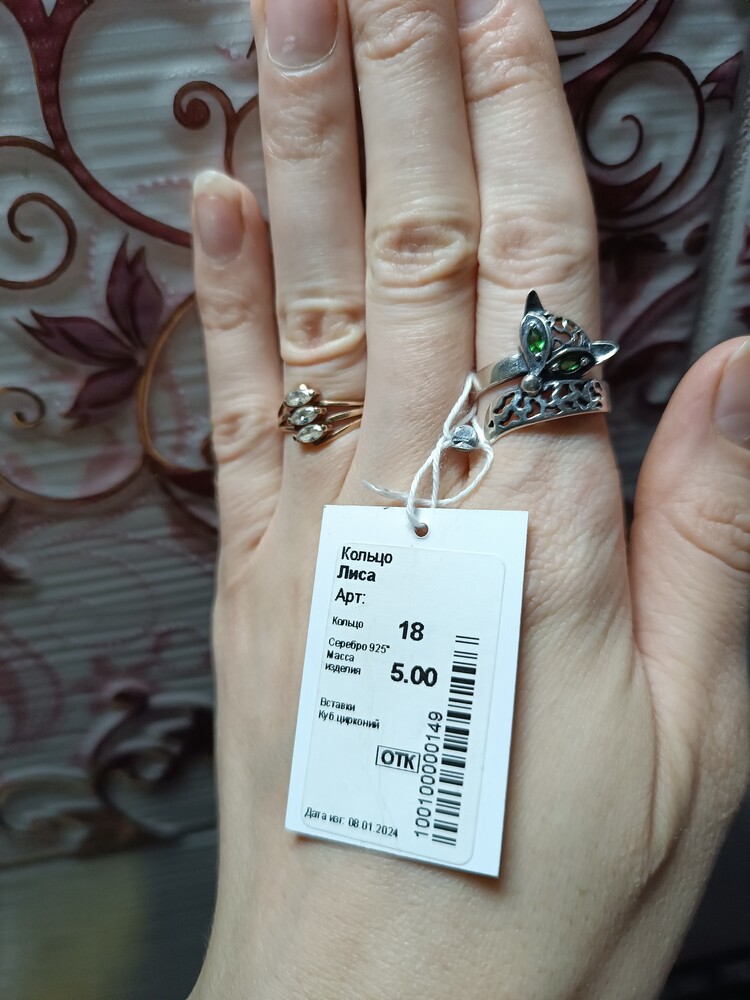 Кольцо
Лиса
Арт:
Кольцо 18
Серебро 925*
Масса
изделия 5.00
Вставки
Куб.цирконий
ОТК
100100000149
Дата изг: 08.01.2024